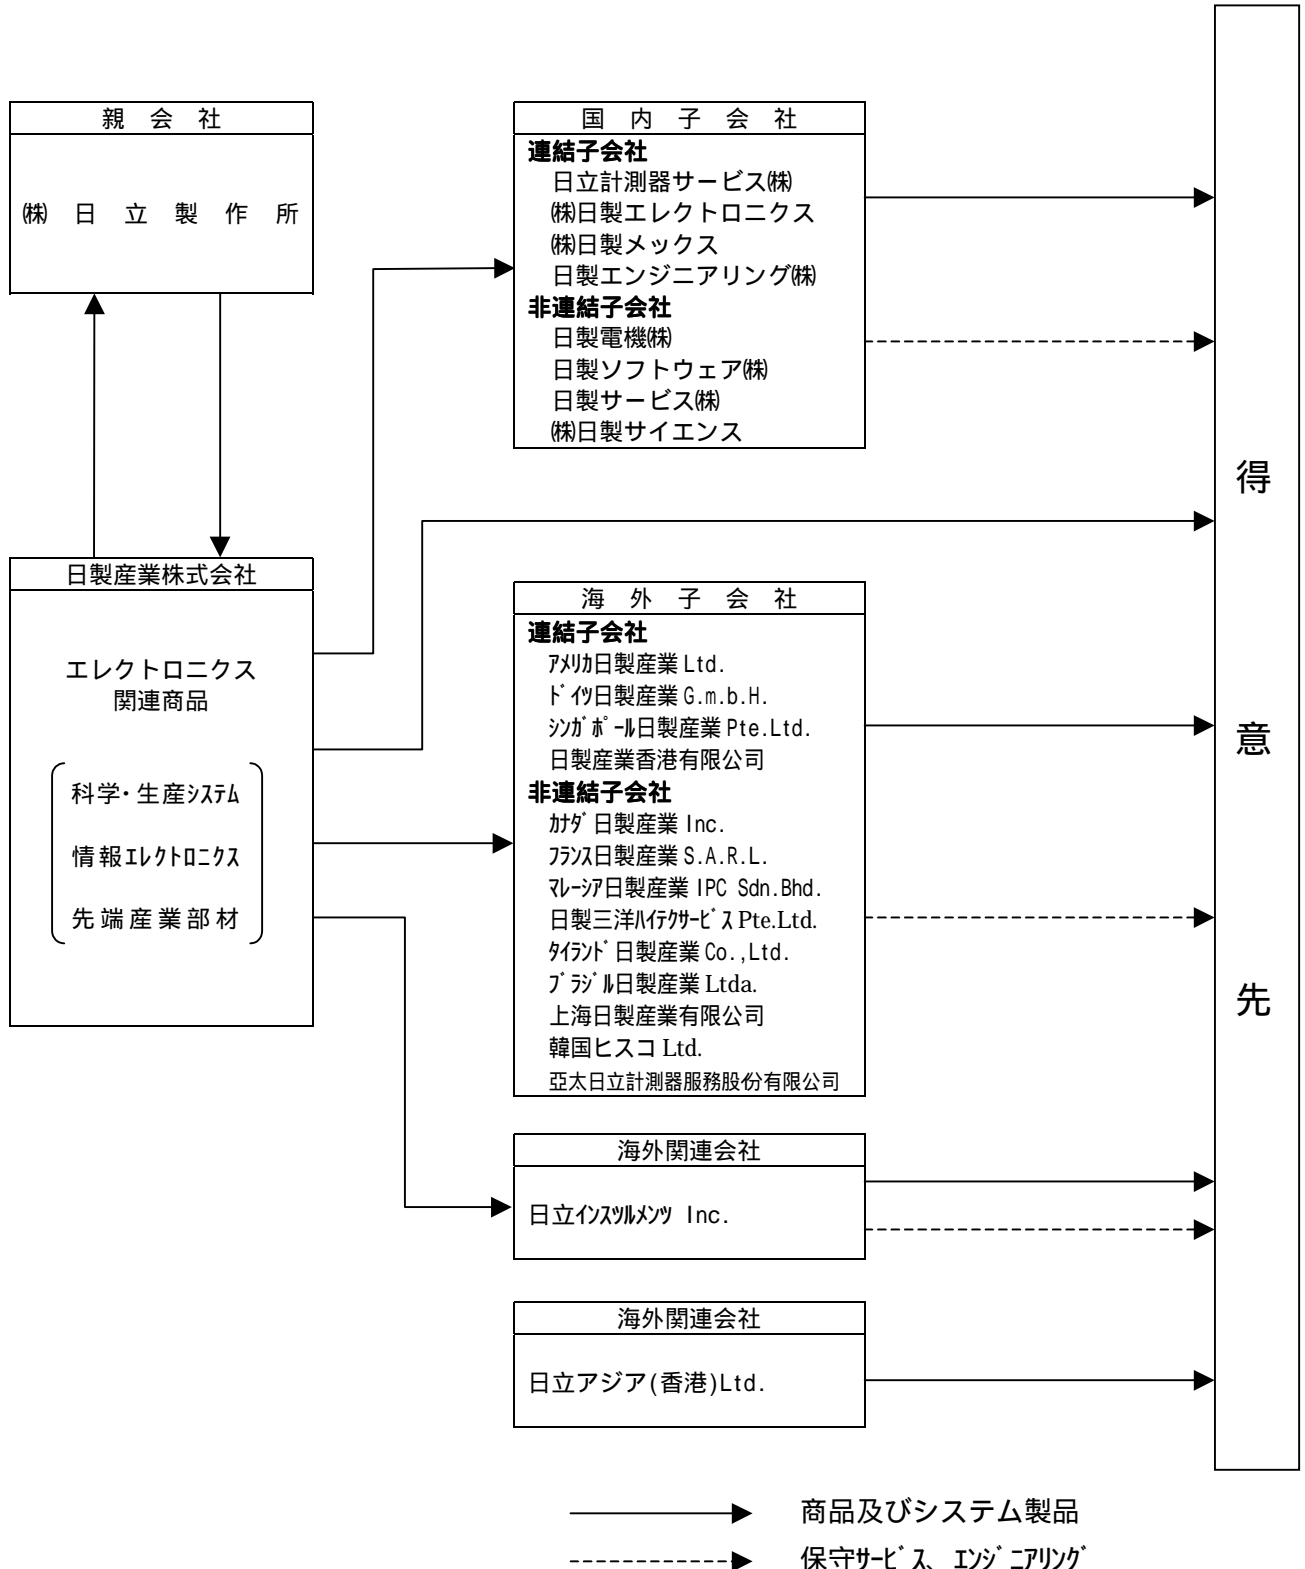 親会社
㈱日立製作所
日製産業株式会社
エレクトロニクス
関連商品
科学・生産ｼｽﾃﾑ
情報ｴﾚｸﾄﾛﾆｸｽ
先端産業部材
国内子会社
連結子会社
日立計測器サービス㈱
㈱日製エレクトロニクス
㈱日製メックス
日製エンジニアリング㈱
非連結子会社
日製電機㈱
日製ソフトウェア㈱
日製サービス㈱
㈱日製サイエンス
海外子会社
連結子会社
ｱﾒﾘｶ日製産業 Ltd.
ﾄﾞｲﾂ日製産業 G.m.b.H.
ｼﾝｶﾞﾎﾟｰﾙ日製産業 Pte.Ltd.
日製産業香港有限公司
非連結子会社
ｶﾅﾀﾞ日製産業 Inc.
ﾌﾗﾝｽ日製産業 S.A.R.L.
ﾏﾚｰｼｱ日製産業 IPC Sdn.Bhd.
日製三洋ﾊｲﾃｸｻｰﾋﾞｽ Pte.Ltd.
ﾀｲﾗﾝﾄﾞ日製産業 Co.,Ltd.
ﾌﾞﾗｼﾞﾙ日製産業 Ltda.
上海日製産業有限公司
韓国ヒスコ Ltd.
亞太日立計測器服務股份有限公司
海外関連会社
日立ｲﾝｽﾂﾙﾒﾝﾂ Inc.
海外関連会社
日立アジア(香港)Ltd.
得意先
商品及びシステム製品
保守ｻｰﾋﾞｽ、ｴﾝｼﾞﾆｱﾘﾝｸﾞ